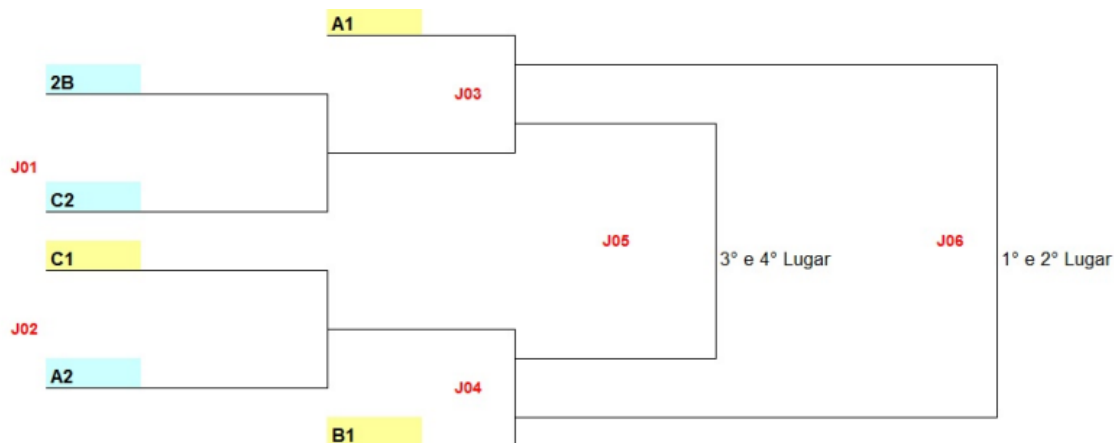 A1
2B
J03
J01
C2
J05
J06
C1
3° e 4° Lugar
1° e 2° Lugar
J02
A2
J04
B1